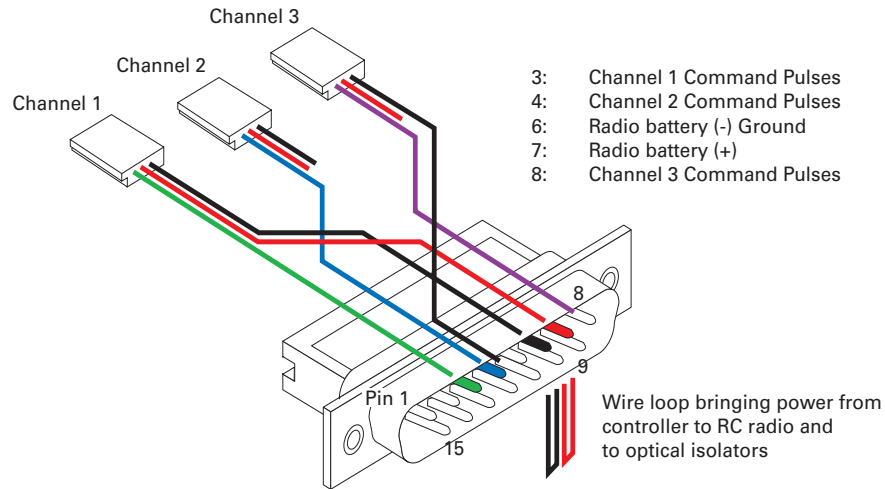 Channel 3
Channel 2
Channel 1
3: Channel 1 Command Pulses
4: Channel 2 Command Pulses
6: Radio battery (-) Ground
7: Radio battery (+)
8: Channel 3 Command Pulses
8
9
Pin 1
15
Wire loop bringing power from
controller to RC radio and
to optical isolators